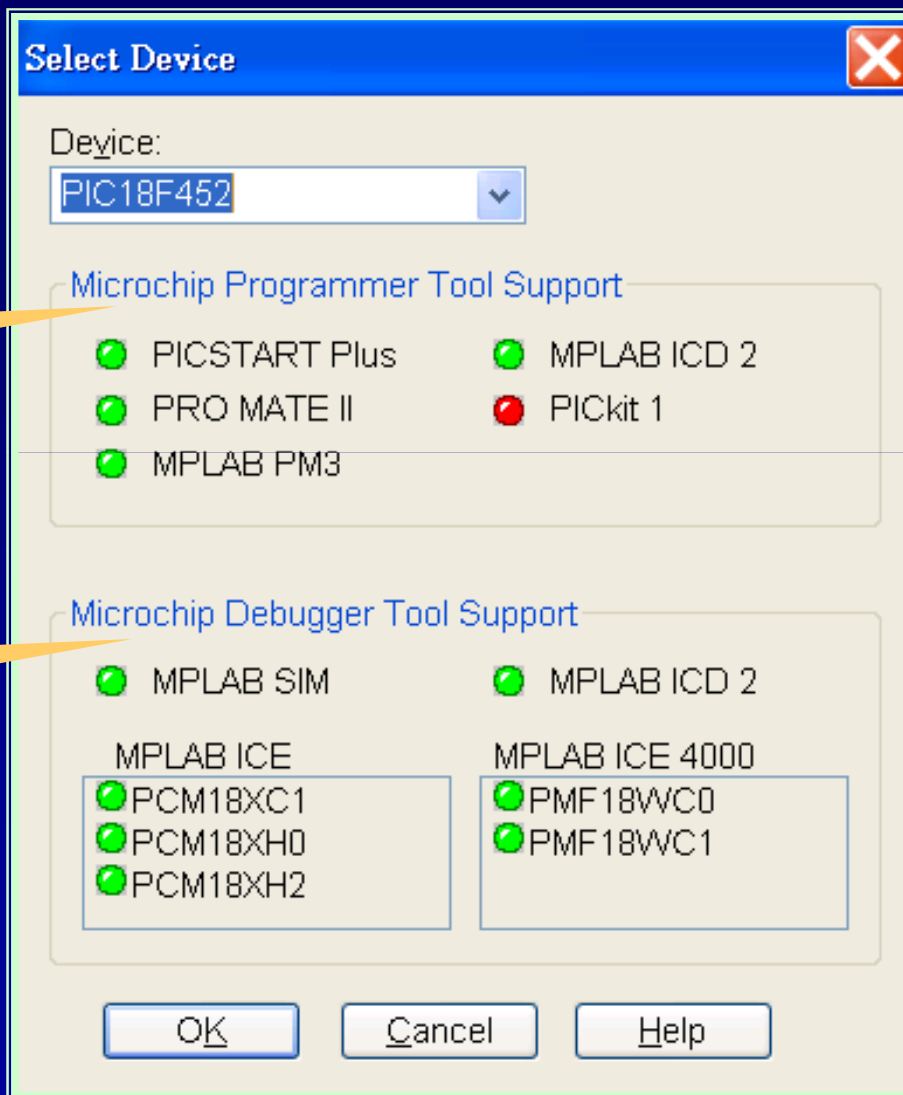 Select Device
Device:
PIC18F452
Microchip Programmer Tool Support
PICSTART Plus
MPLAB ICD 2
PRO MATE II
PICkit 1
MPLAB PM3
Microchip Debugger Tool Support
MPLAB SIM
MPLAB ICD 2
MPLAB ICE
MPLAB ICE 4000
PCM18XC1
PCM18XH0
PCM18XH2
PMF18WC0
PMF18WC1
OK
Cancel
Help